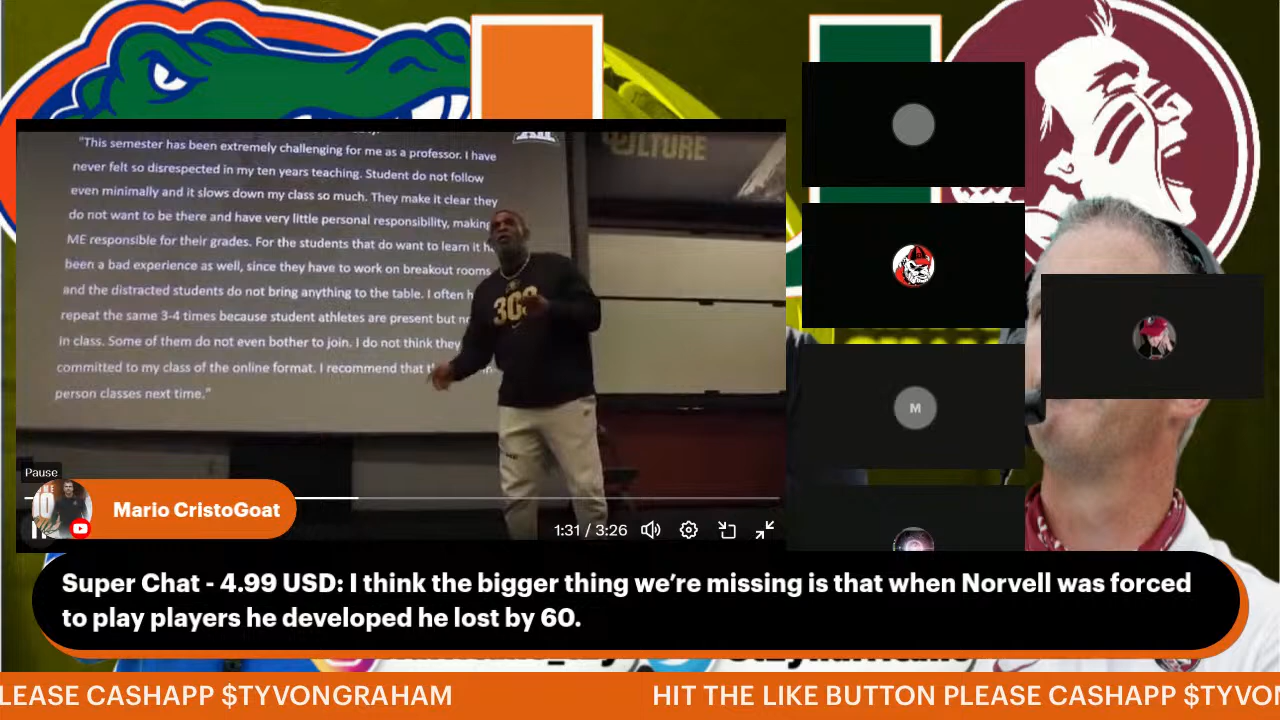 "This semester has been extremely challenging for me as a professor. I have
never felt so disrespected in my ten years teaching. Student do not follow
even minimally and it slows down my class so much. They make it clear they
do not want to be there and have very little personal responsibility, making
ME responsible for their grades. For the students that do want to learn it
been a bad experience as well, since they have to work on breakout rooms
and the distracted students do not bring anything to the table. I often
repeat the same 3-4 times because student athletes are present but
in class. Some of them do not even bother to join. I do not think they
committed to my class of the online format. I recommend that
person classes next time."
CULTURE
303
Pause
Mario CristoGoat
1:31 / 3:26
M
Super Chat - 4.99 USD: I think the bigger thing we're missing is that when Norvell was forced
to play players he developed he lost by 60.
LEASE CASHAPP $TYVONGRAHAM HIT THE LIKE BUTTON PLEASE CASHAPP $TYVON